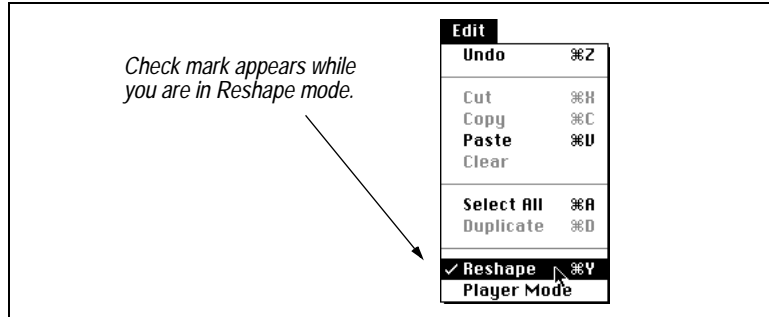 Check mark appears while
you are in Reshape mode.
Edit
Undo ⌘Z
Cut ⌘X
Copy ⌘C
Paste ⌘V
Clear
Select All ⌘A
Duplicate ⌘D
✓ Reshape ⌘Y
Player Mode